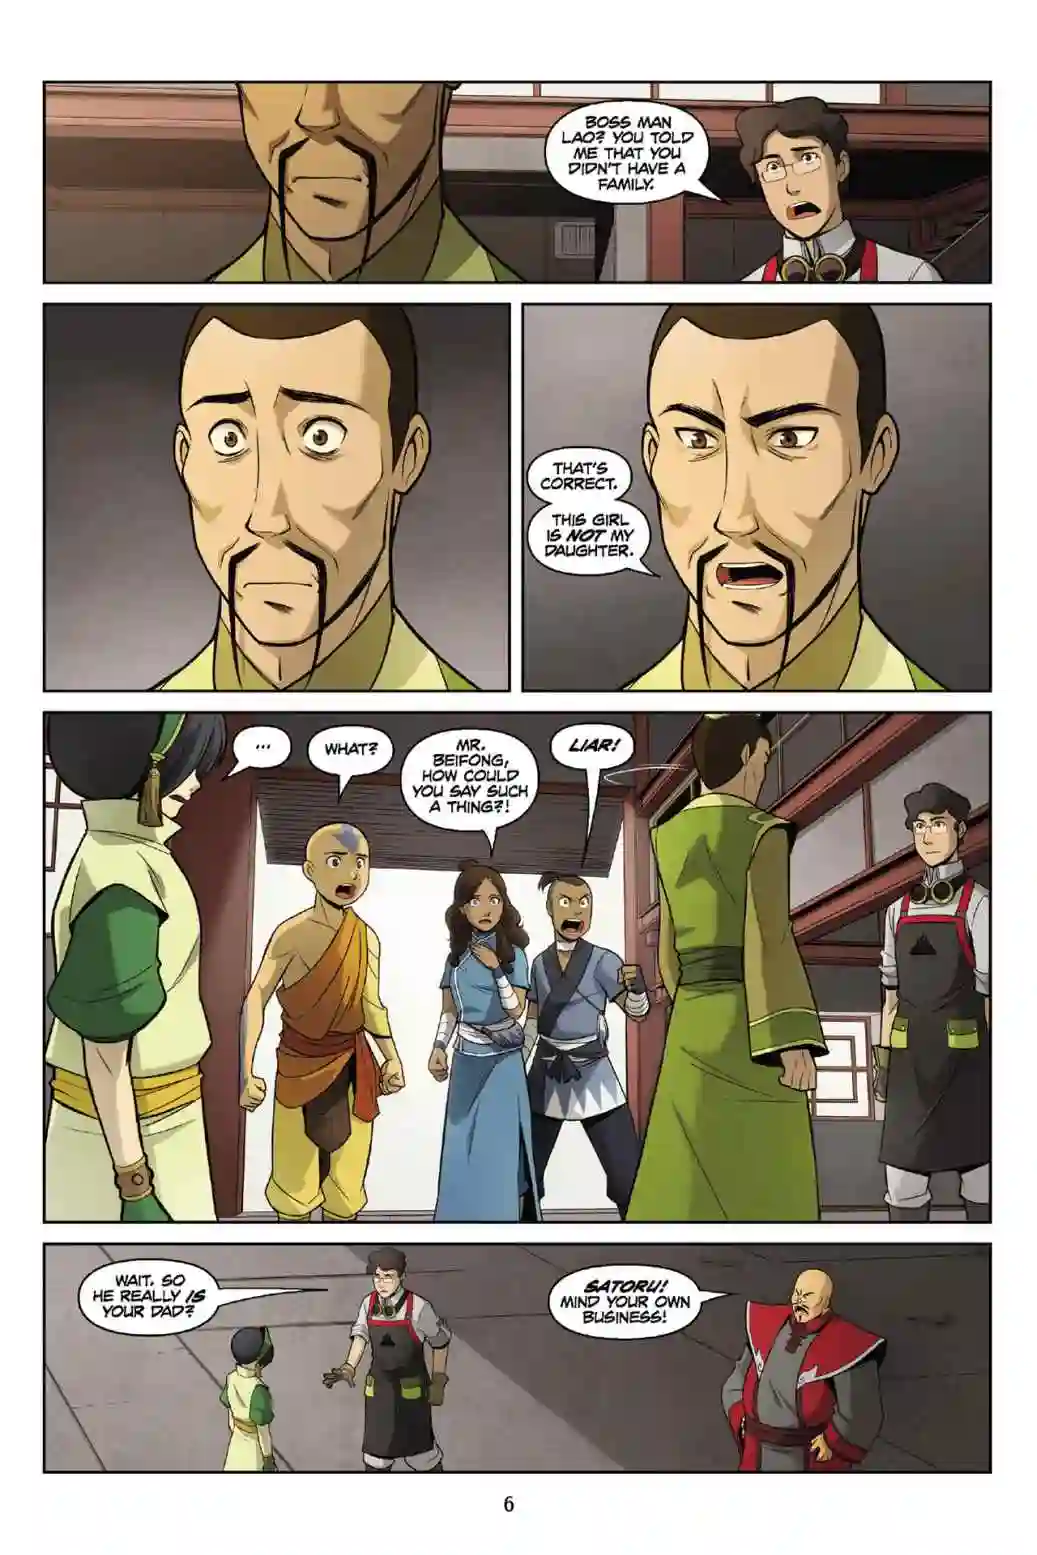 BOSS MAN
LAO? YOU TOLD
ME THAT YOU
DIDN'T HAVE A
FAMILY.
THAT'S
CORRECT.
THIS GIRL
IS NOT MY
DAUGHTER.
...
WHAT?
MR.
BEIFONG,
HOW COULD
YOU SAY SUCH
A THING?!
LIAR!
WAIT. SO
HE REALLY IS
YOUR DAD?
SATORU!
MIND YOUR OWN
BUSINESS!
6